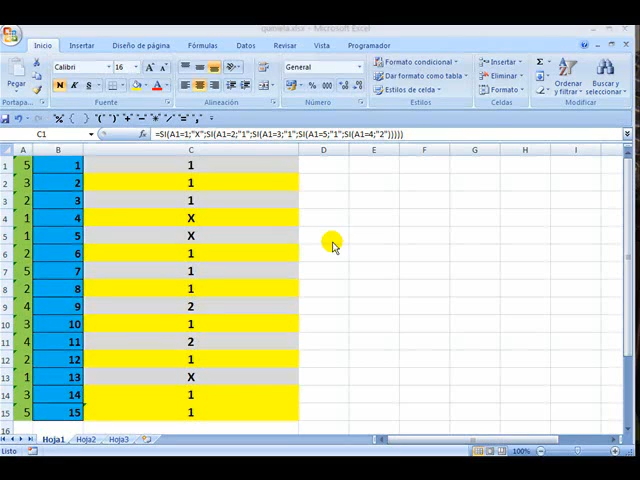 quiniela.xlsx - Microsoft Excel
Inicio Insertar Diseño de página Fórmulas Datos Revisar Vista Programador
Pegar
Calibri 16
N K S
General
% 000
Formato condicional
Dar formato como tabla
Estilos de celda
Insertar
Eliminar
Formato
Ordenar y filtrar
Buscar y seleccionar
Portapa... Fuente Alineación Número Estilos Celdas Modificar
C1 =SI(A1=1;"X";SI(A1=2;"1";SI(A1=3;"1";SI(A1=5;"1";SI(A1=4;"2")))))
A B C D E F G H I
1 5 1 1
2 3 2 1
3 2 3 1
4 1 4 X
5 1 5 X
6 2 6 1
7 5 7 1
8 2 8 1
9 4 9 2
10 3 10 1
11 4 11 2
12 2 12 1
13 1 13 X
14 3 14 1
15 5 15 1
16
Hoja1 Hoja2 Hoja3
Listo 100%